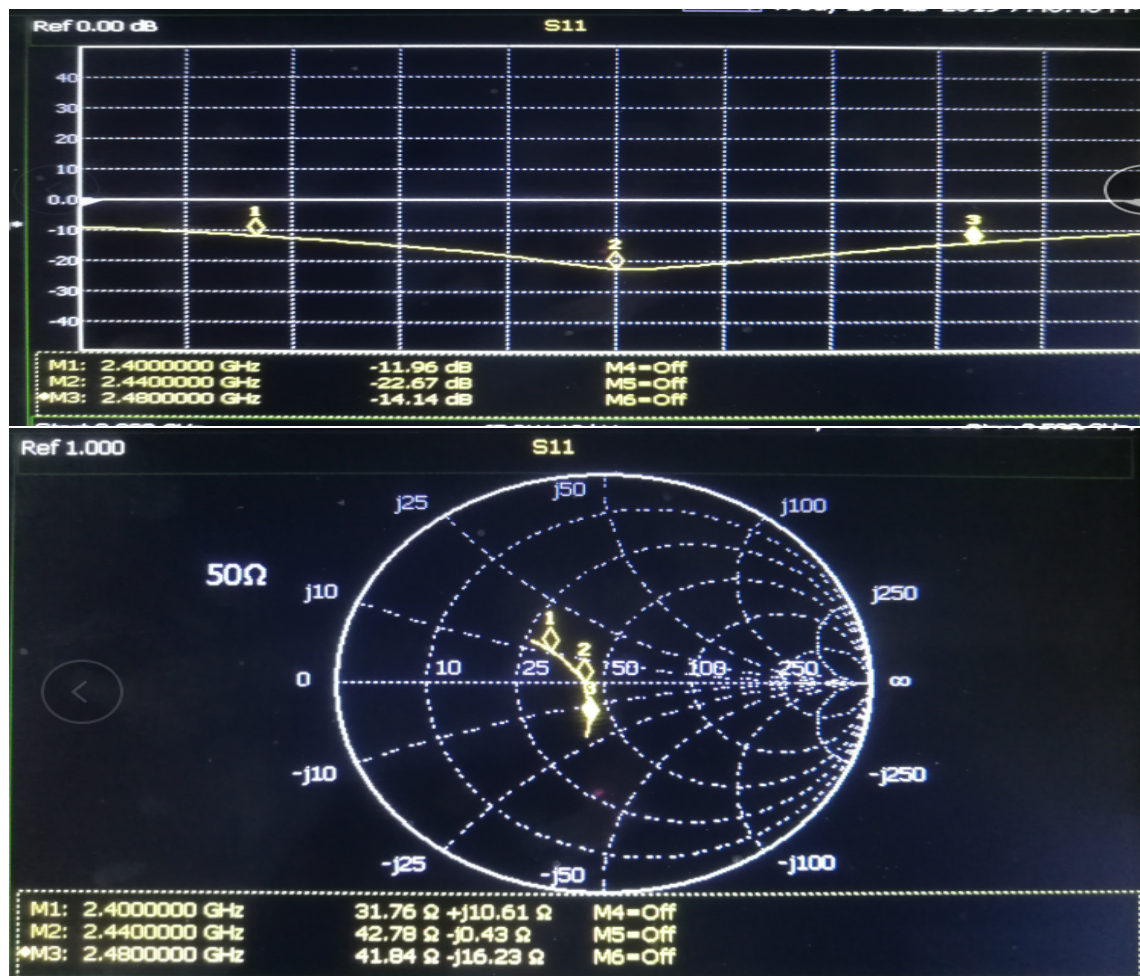 Ref 0.00 dB
S11
40
30
20
10
0.0
-10
-20
-30
-40
1
2
3
M1: 2.4000000 GHz -11.96 dB M4=Off
M2: 2.4400000 GHz -22.67 dB M5=Off
M3: 2.4800000 GHz -14.14 dB M6=Off
Ref 1.000
S11
50Ω
j50
j25
j100
j10
j250
1
2
0 10 25 50 100 250 ∞
3
-j10
-j250
-j25
-j50
-j100
M1: 2.4000000 GHz 31.76 Ω +j10.61 Ω M4=Off
M2: 2.4400000 GHz 42.78 Ω -j0.43 Ω M5=Off
M3: 2.4800000 GHz 41.84 Ω -j16.23 Ω M6=Off